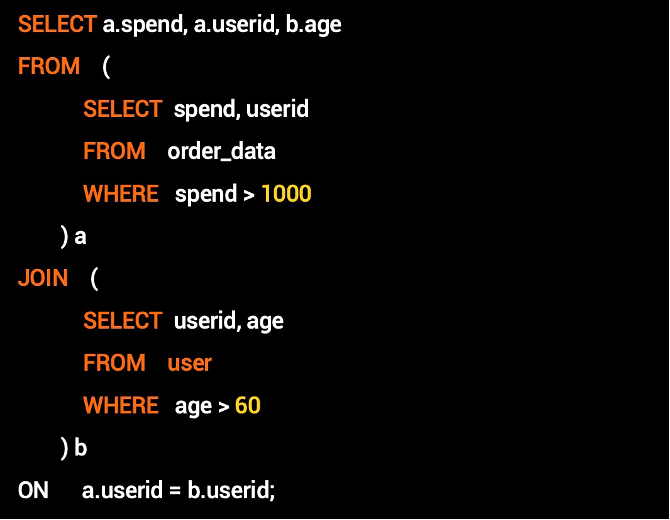 SELECT a.spend, a.userid, b.age
FROM (
SELECT spend, userid
FROM order_data
WHERE spend > 1000
) a
JOIN (
SELECT userid, age
FROM user
WHERE age > 60
) b
ON a.userid = b.userid;